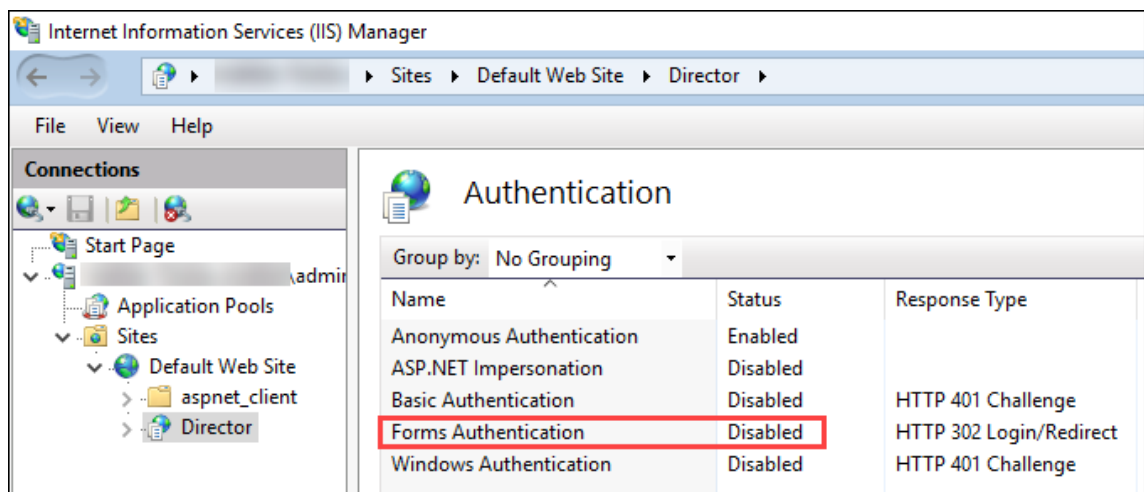 Internet Information Services (IIS) Manager
Sites Default Web Site Director
File View Help
Connections
Start Page
\admin
Application Pools
Sites
Default Web Site
aspnet_client
Director
Authentication
Group by: No Grouping
Name Status Response Type
Anonymous Authentication Enabled
ASP.NET Impersonation Disabled
Basic Authentication Disabled HTTP 401 Challenge
Forms Authentication Disabled HTTP 302 Login/Redirect
Windows Authentication Disabled HTTP 401 Challenge